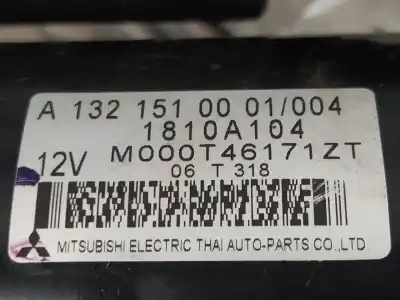 A 132 151 00 01/004
1810A104
12V M000T46171ZT
06 T 318
MITSUBISHI ELECTRIC THAI AUTO-PARTS CO.,LTD.